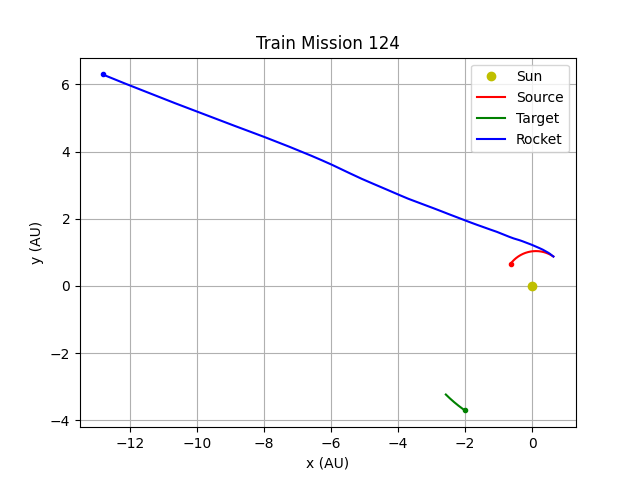 Train Mission 124
Sun
Source
Target
Rocket
6
4
2
0
−2
−4
y (AU)
−12
−10
−8
−6
−4
−2
0
x (AU)